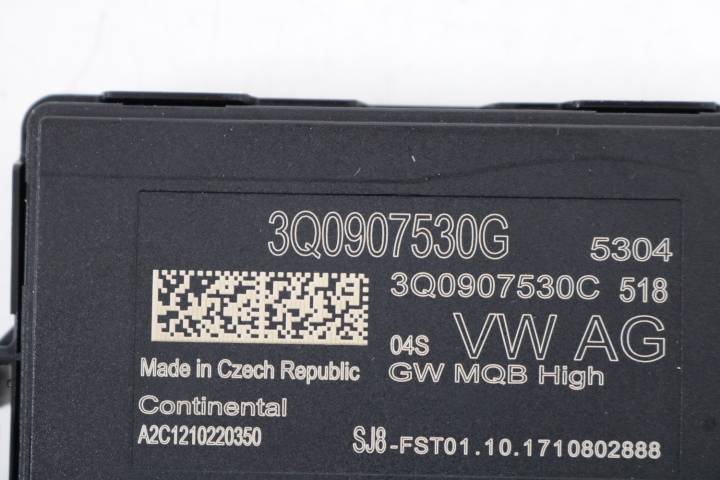 3Q0907530G 5304
3Q0907530C 518
04S VW AG
Made in Czech Republic GW MQB High
Continental
A2C1210220350 SJ8-FST01.10.1710802888